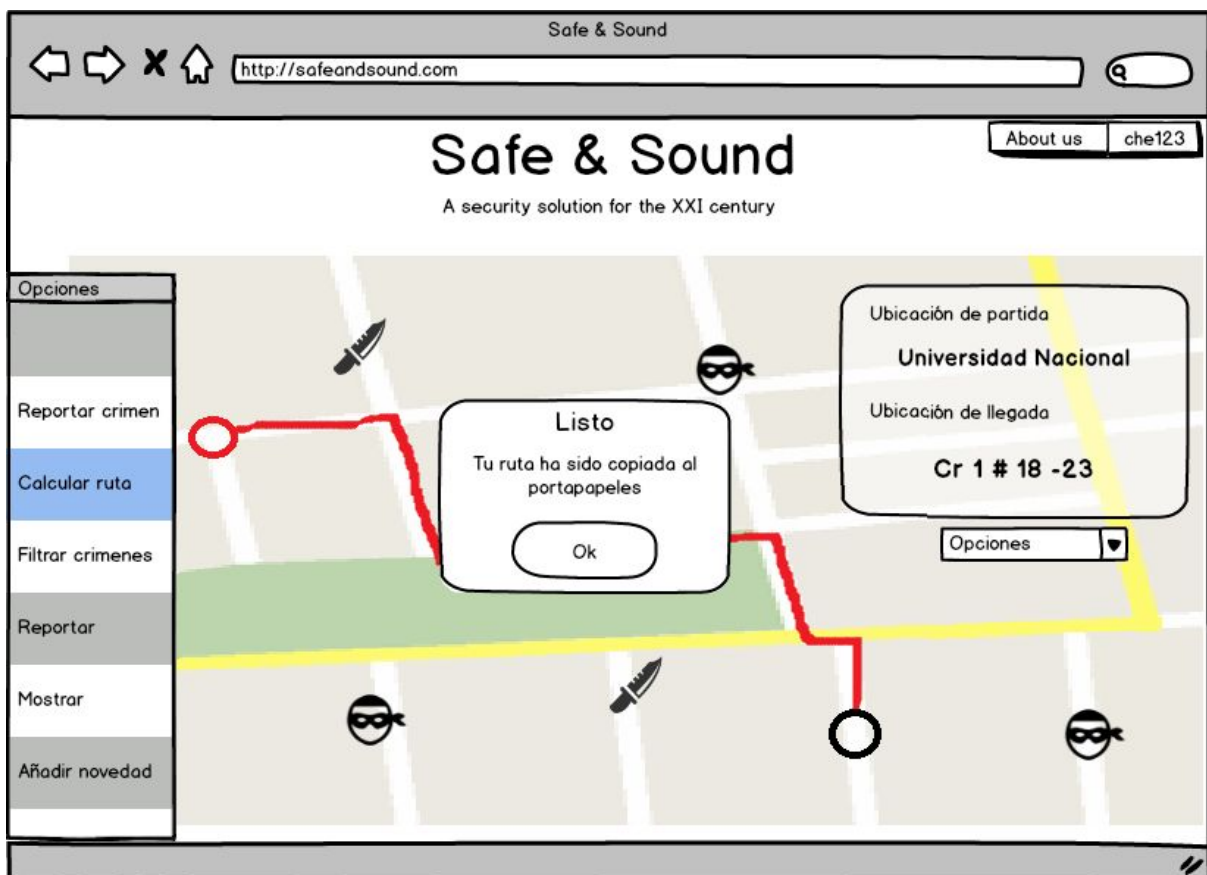 Safe & Sound
http://safeandsound.com
About us
che123
Safe & Sound
A security solution for the XXI century
Opciones
Reportar crimen
Calcular ruta
Filtrar crimenes
Reportar
Mostrar
Añadir novedad
Listo
Tu ruta ha sido copiada al
portapapeles
Ok
Ubicación de partida
Universidad Nacional
Ubicación de llegada
Cr 1 # 18 -23
Opciones